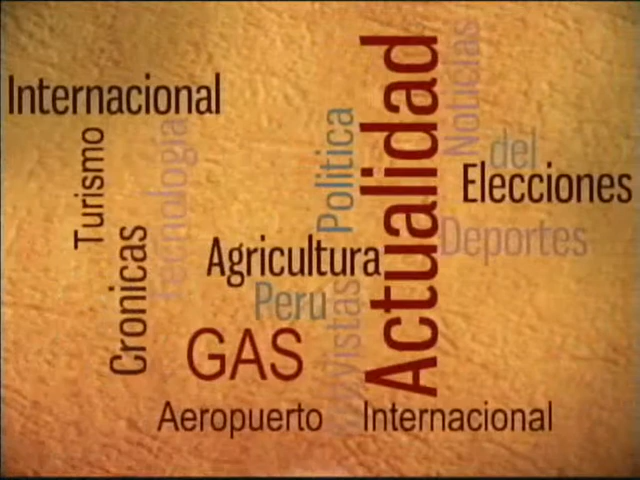 Internacional
Turismo
Tecnologia
Cronicas
Politica
Actualidad
Noticias
del
Elecciones
Deportes
Agricultura
Peru
GAS
Aeropuerto Internacional